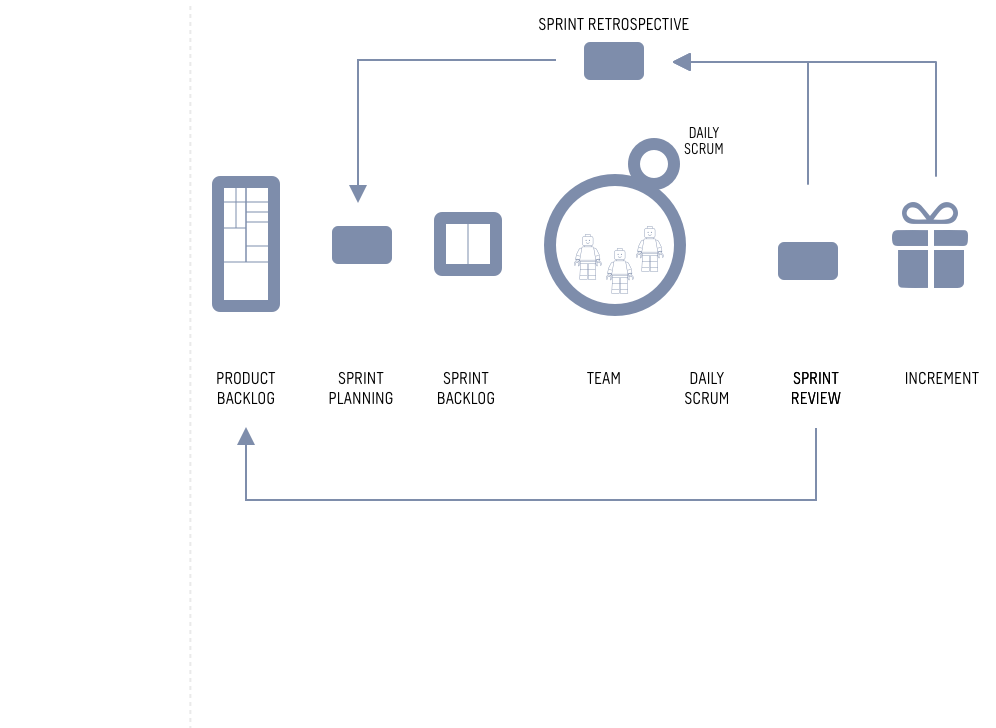 SPRINT RETROSPECTIVE
DAILY
SCRUM
PRODUCT
BACKLOG
SPRINT
PLANNING
SPRINT
BACKLOG
TEAM
DAILY
SCRUM
SPRINT
REVIEW
INCREMENT